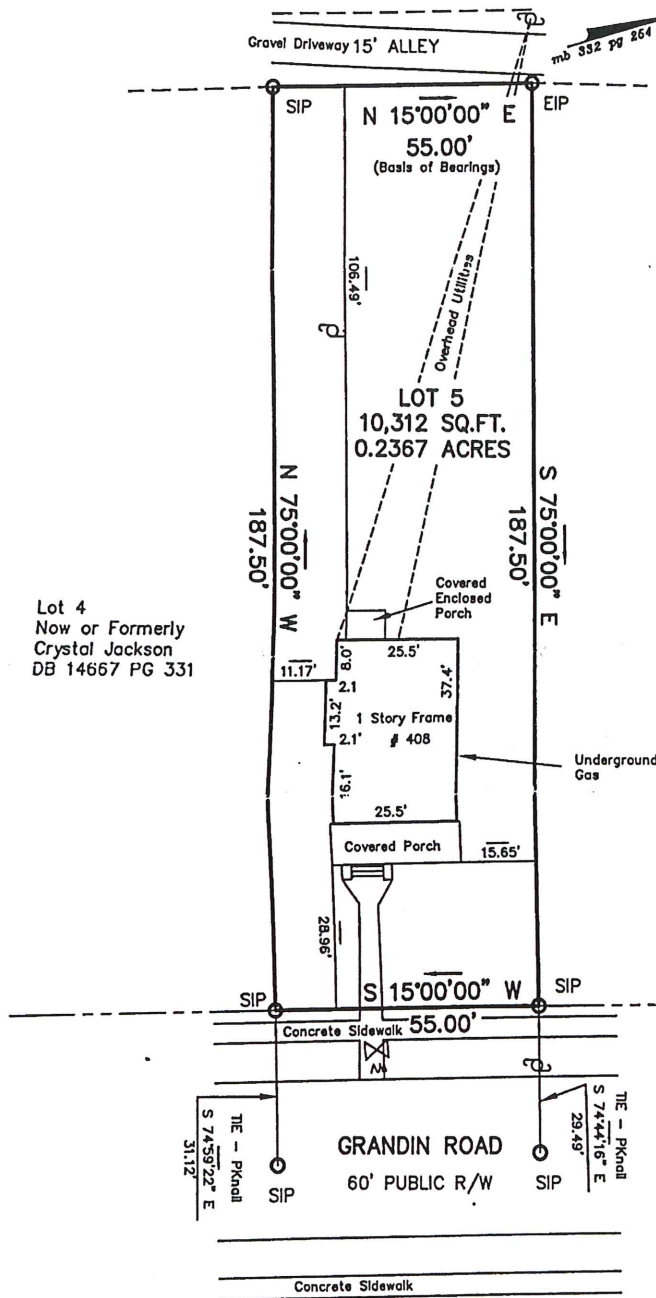 Gravel Driveway 15' ALLEY
mb 332 pg 264
SIP
EIP
N 15°00'00" E
55.00'
(Basis of Bearings)
106.49'
Overhead Utilities
LOT 5
10,312 SQ.FT.
0.2367 ACRES
N 75°00'00" W
187.50'
S 75°00'00" E
187.50'
Lot 4
Now or Formerly
Crystal Jackson
DB 14667 PG 331
Covered
Enclosed
Porch
11.17'
8.0'
25.5'
2.1
13.2'
37.4'
1 Story Frame
# 408
2.1'
16.1'
Underground
Gas
25.5'
Covered Porch
15.65'
28.96'
SIP
S 15°00'00" W
SIP
Concrete Sidewalk
55.00'
TIE - PKnail
S 74°59'22" E
31.12'
TIE - PKnail
S 74°44'16" E
29.49'
GRANDIN ROAD
60' PUBLIC R/W
SIP
SIP
Concrete Sidewalk